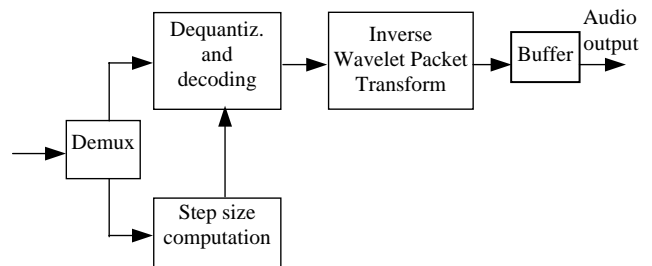 Dequantiz.
and
decoding
Inverse
Wavelet Packet
Transform
Audio
output
Buffer
Demux
Step size
computation